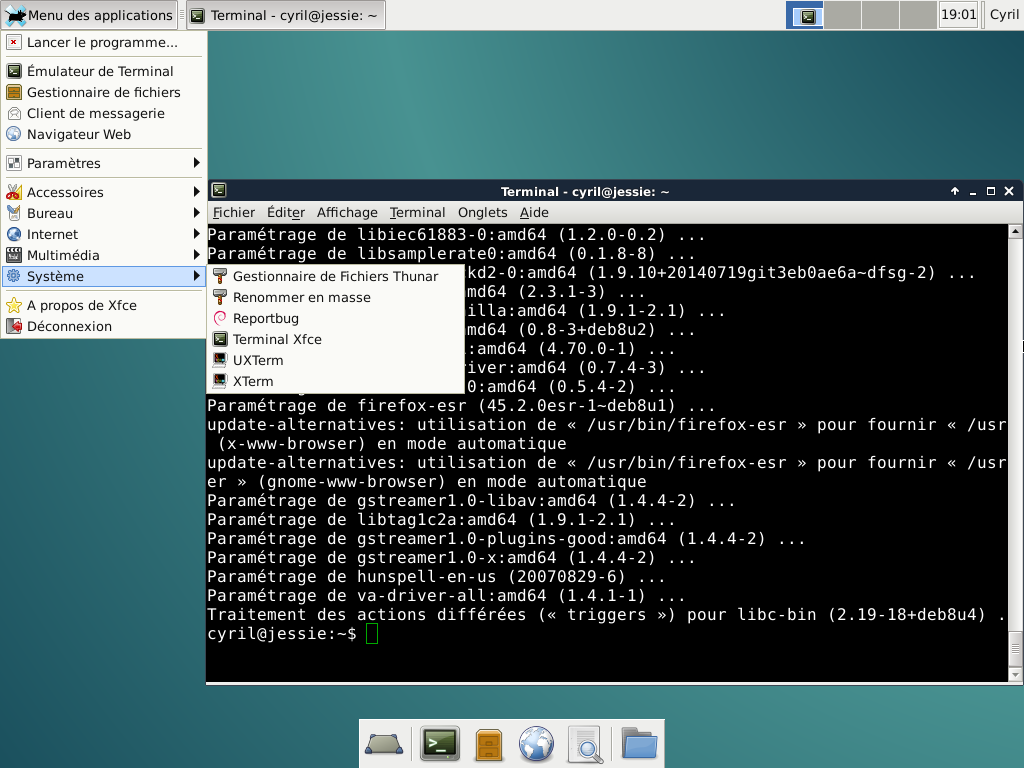 Menu des applications
Terminal - cyril@jessie: ~
19:01
Cyril
Lancer le programme...
Émulateur de Terminal
Gestionnaire de fichiers
Client de messagerie
Navigateur Web
Paramètres
Accessoires
Bureau
Internet
Multimédia
Système
A propos de Xfce
Déconnexion
Gestionnaire de Fichiers Thunar
Renommer en masse
Reportbug
Terminal Xfce
UXTerm
XTerm
Terminal - cyril@jessie: ~
Fichier Éditer Affichage Terminal Onglets Aide
Paramétrage de libiec61883-0:amd64 (1.2.0-0.2) ...
Paramétrage de libsamplerate0:amd64 (0.1.8-8) ...
kd2-0:amd64 (1.9.10+20140719git3eb0ae6a~dfsg-2) ...
md64 (2.3.1-3) ...
illa:amd64 (1.9.1-2.1) ...
md64 (0.8-3+deb8u2) ...
:amd64 (4.70.0-1) ...
iver:amd64 (0.7.4-3) ...
0:amd64 (0.5.4-2) ...
Paramétrage de firefox-esr (45.2.0esr-1~deb8u1) ...
update-alternatives: utilisation de « /usr/bin/firefox-esr » pour fournir « /usr
(x-www-browser) en mode automatique
update-alternatives: utilisation de « /usr/bin/firefox-esr » pour fournir « /usr
er » (gnome-www-browser) en mode automatique
Paramétrage de gstreamer1.0-libav:amd64 (1.4.4-2) ...
Paramétrage de libtag1c2a:amd64 (1.9.1-2.1) ...
Paramétrage de gstreamer1.0-plugins-good:amd64 (1.4.4-2) ...
Paramétrage de gstreamer1.0-x:amd64 (1.4.4-2) ...
Paramétrage de hunspell-en-us (20070829-6) ...
Paramétrage de va-driver-all:amd64 (1.4.1-1) ...
Traitement des actions différées (« triggers ») pour libc-bin (2.19-18+deb8u4) .
cyril@jessie:~$